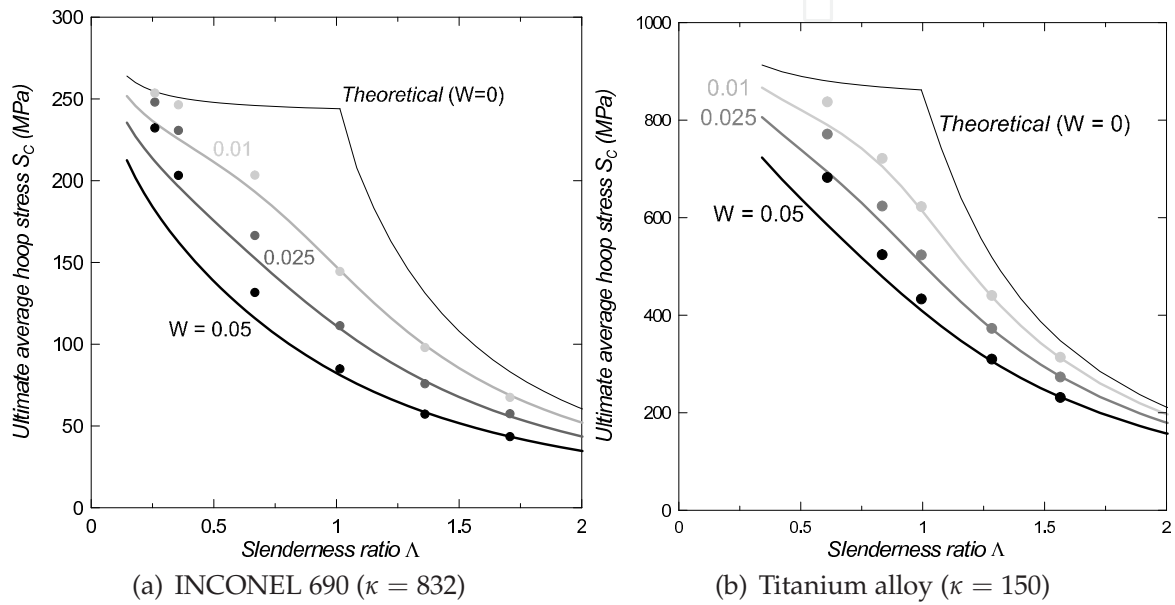 300
250
200
150
100
50
0
Ultimate average hoop stress S_C (MPa)
Theoretical (W=0)
0.01
0.025
W = 0.05
0
0.5
1
1.5
2
Slenderness ratio Λ
(a) INCONEL 690 (κ = 832)
1000
800
600
400
200
0
Ultimate average hoop stress S_C (MPa)
0.01
0.025
Theoretical (W = 0)
W = 0.05
0
0.5
1
1.5
2
Slenderness ratio Λ
(b) Titanium alloy (κ = 150)